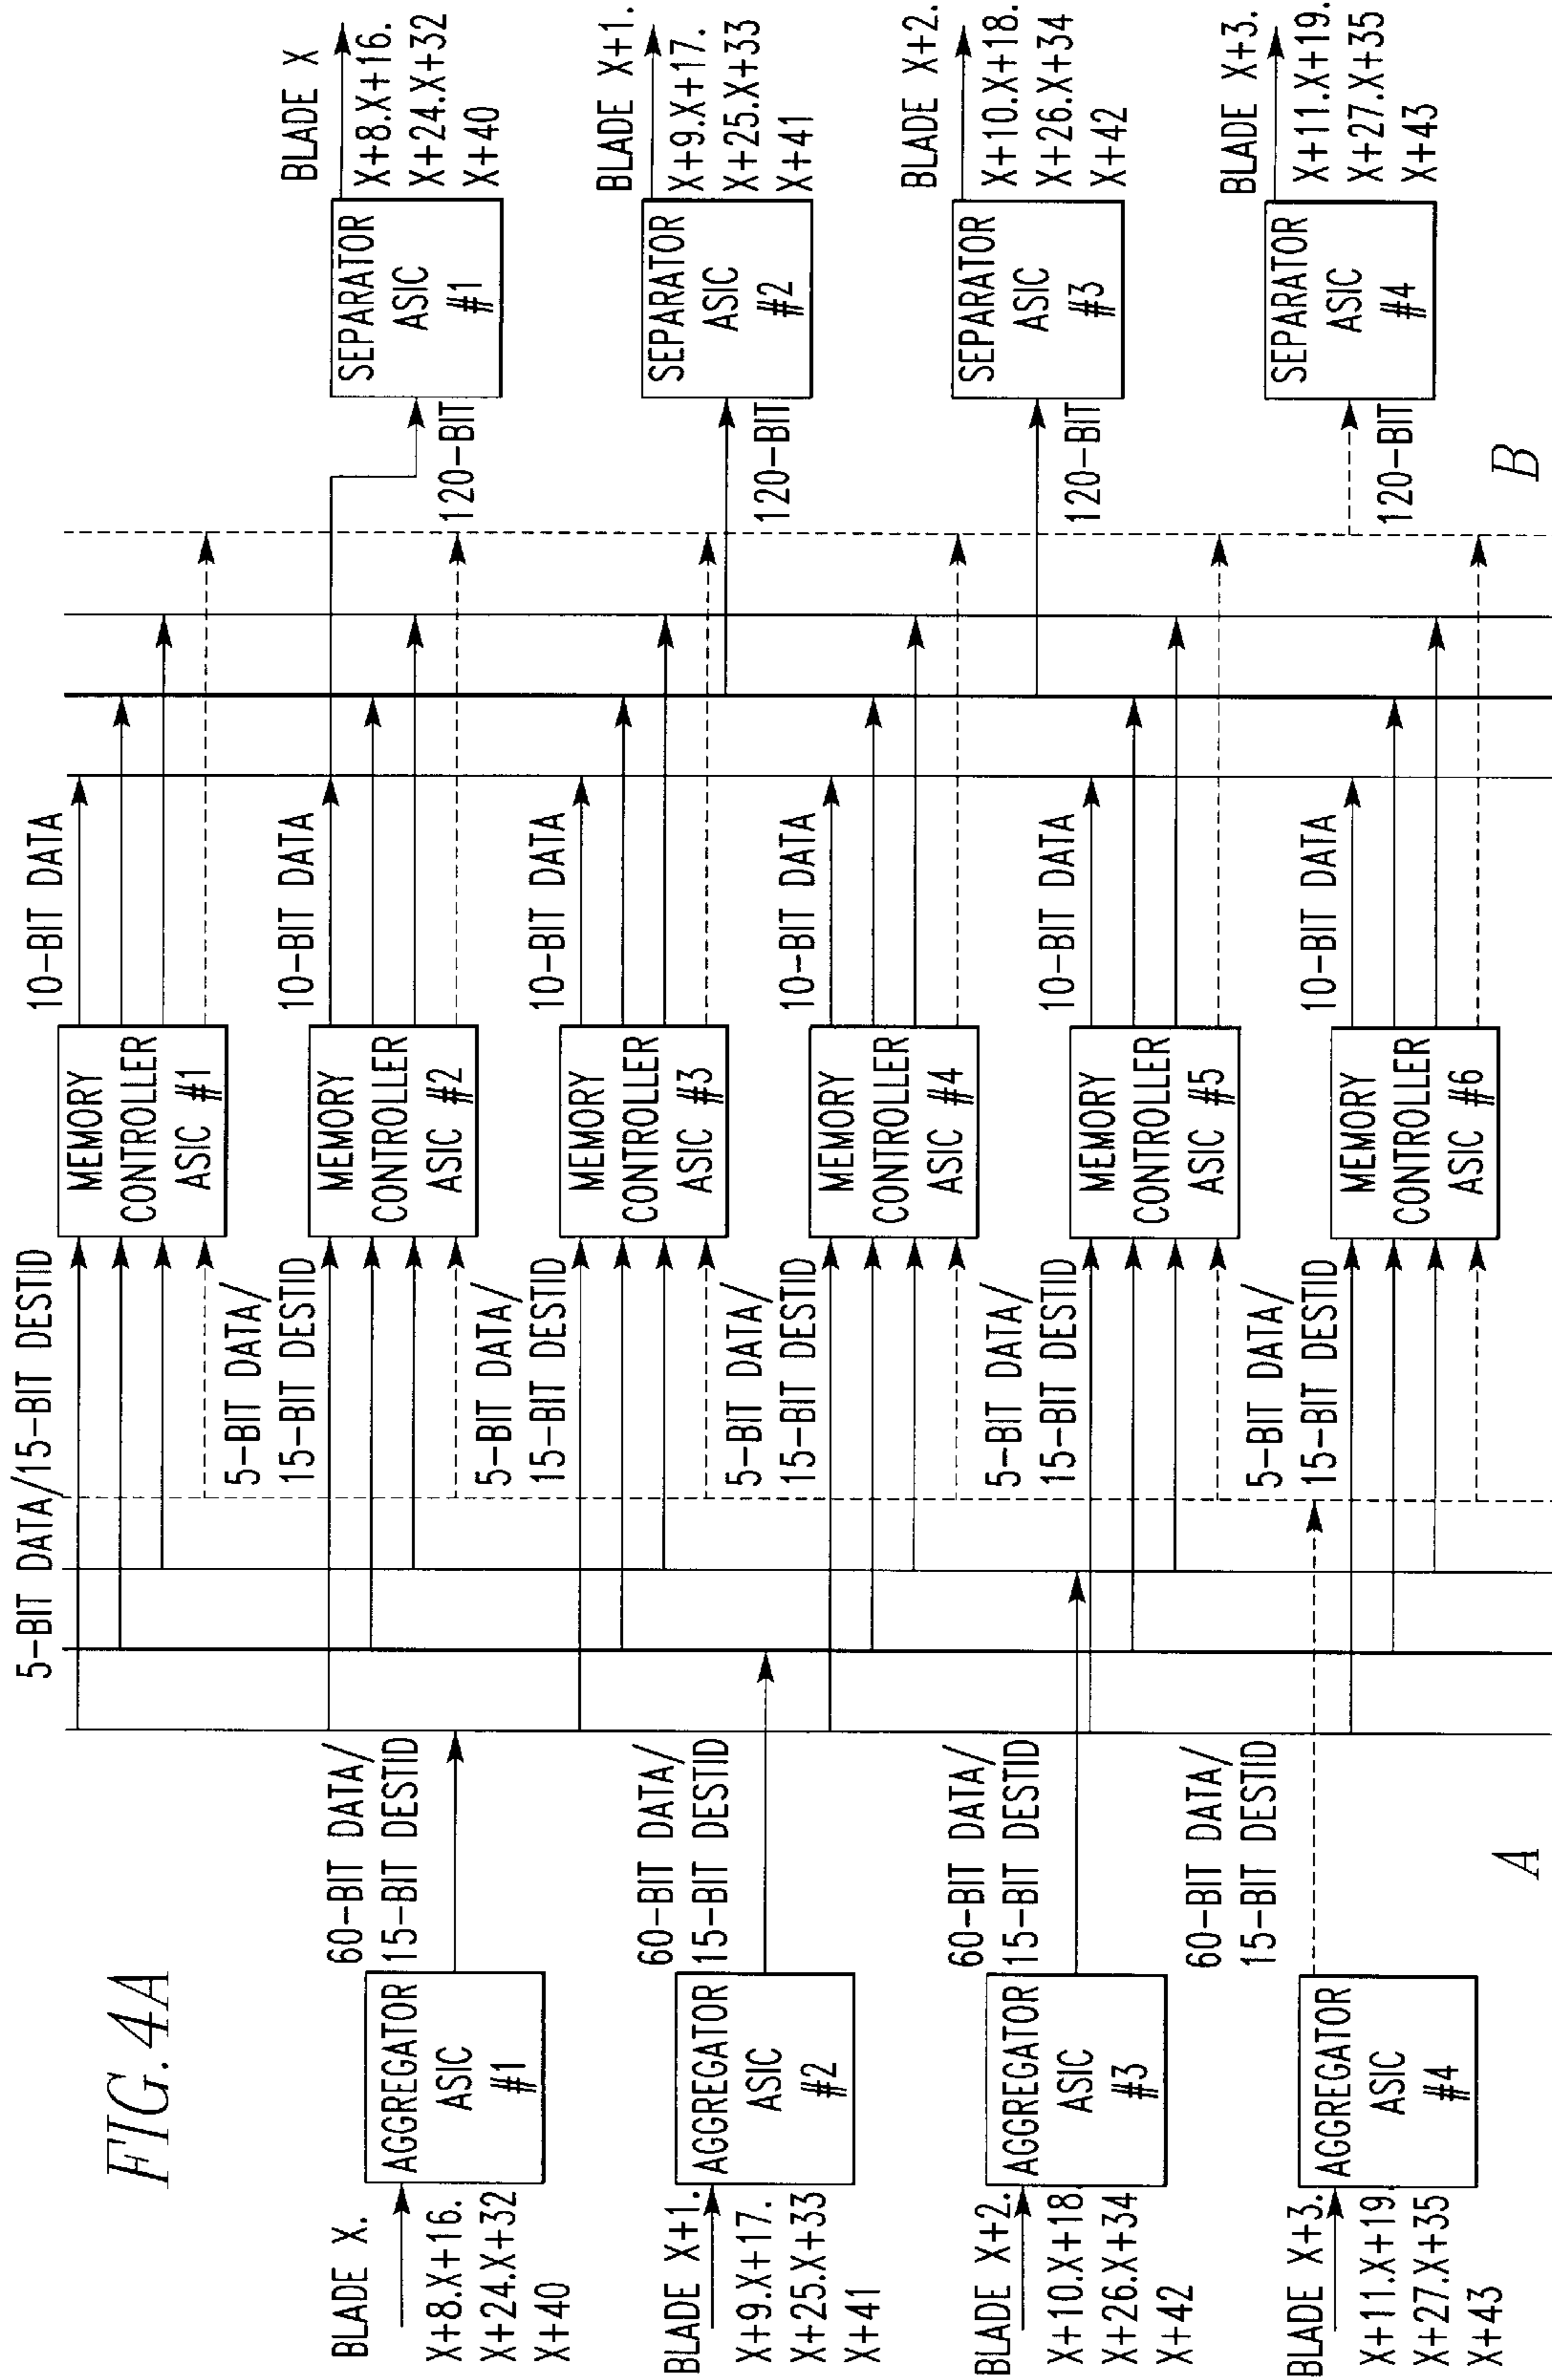 FIG. 4A
BLADE X.
X+8.X+16.
X+24.X+32
X+40
AGGREGATOR
ASIC
#1
60-BIT DATA/
15-BIT DESTID
BLADE X+1.
X+9.X+17.
X+25.X+33
X+41
AGGREGATOR
ASIC
#2
60-BIT DATA/
15-BIT DESTID
BLADE X+2.
X+10.X+18.
X+26.X+34
X+42
AGGREGATOR
ASIC
#3
60-BIT DATA/
15-BIT DESTID
BLADE X+3.
X+11.X+19
X+27.X+35
X+43
AGGREGATOR
ASIC
#4
60-BIT DATA/
15-BIT DESTID
A
5-BIT DATA/15-BIT DESTID
MEMORY
CONTROLLER
ASIC #1
10-BIT DATA
5-BIT DATA/
15-BIT DESTID
MEMORY
CONTROLLER
ASIC #2
10-BIT DATA
5-BIT DATA/
15-BIT DESTID
MEMORY
CONTROLLER
ASIC #3
10-BIT DATA
5-BIT DATA/
15-BIT DESTID
MEMORY
CONTROLLER
ASIC #4
10-BIT DATA
5-BIT DATA/
15-BIT DESTID
MEMORY
CONTROLLER
ASIC #5
10-BIT DATA
5-BIT DATA/
15-BIT DESTID
MEMORY
CONTROLLER
ASIC #6
10-BIT DATA
120-BIT
SEPARATOR
ASIC
#1
BLADE X
X+8.X+16.
X+24.X+32
X+40
120-BIT
SEPARATOR
ASIC
#2
BLADE X+1.
X+9.X+17.
X+25.X+33
X+41
120-BIT
SEPARATOR
ASIC
#3
BLADE X+2.
X+10.X+18.
X+26.X+34
X+42
120-BIT
SEPARATOR
ASIC
#4
BLADE X+3.
X+11.X+19.
X+27.X+35
X+43
B